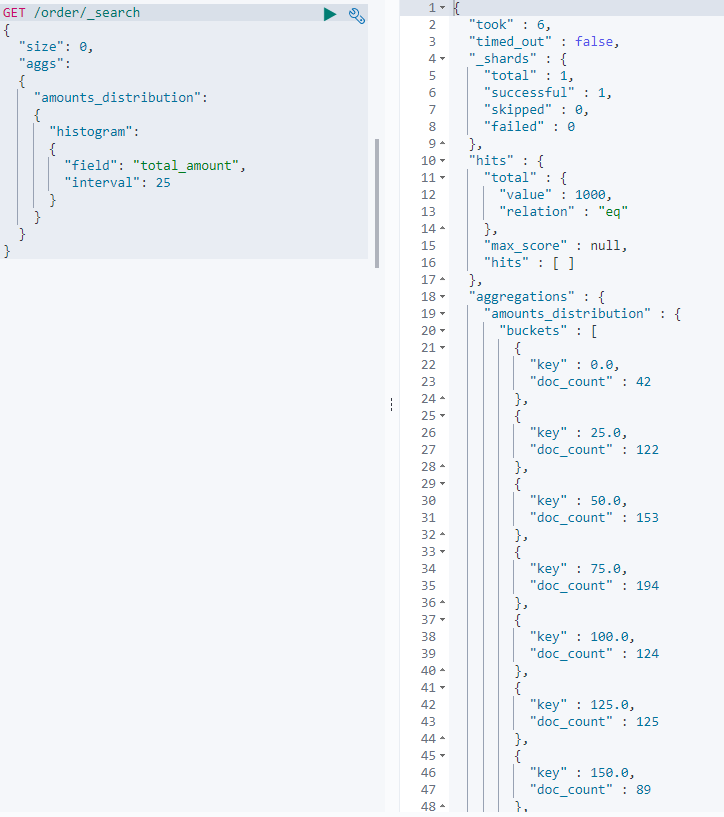 GET /order/_search
{
  "size": 0,
  "aggs":
  {
    "amounts_distribution":
    {
      "histogram":
      {
        "field": "total_amount",
        "interval": 25
      }
    }
  }
}
1 {
2   "took" : 6,
3   "timed_out" : false,
4   "_shards" : {
5     "total" : 1,
6     "successful" : 1,
7     "skipped" : 0,
8     "failed" : 0
9   },
10   "hits" : {
11     "total" : {
12       "value" : 1000,
13       "relation" : "eq"
14     },
15     "max_score" : null,
16     "hits" : [ ]
17   },
18   "aggregations" : {
19     "amounts_distribution" : {
20       "buckets" : [
21         {
22           "key" : 0.0,
23           "doc_count" : 42
24         },
25         {
26           "key" : 25.0,
27           "doc_count" : 122
28         },
29         {
30           "key" : 50.0,
31           "doc_count" : 153
32         },
33         {
34           "key" : 75.0,
35           "doc_count" : 194
36         },
37         {
38           "key" : 100.0,
39           "doc_count" : 124
40         },
41         {
42           "key" : 125.0,
43           "doc_count" : 125
44         },
45         {
46           "key" : 150.0,
47           "doc_count" : 89
48         },